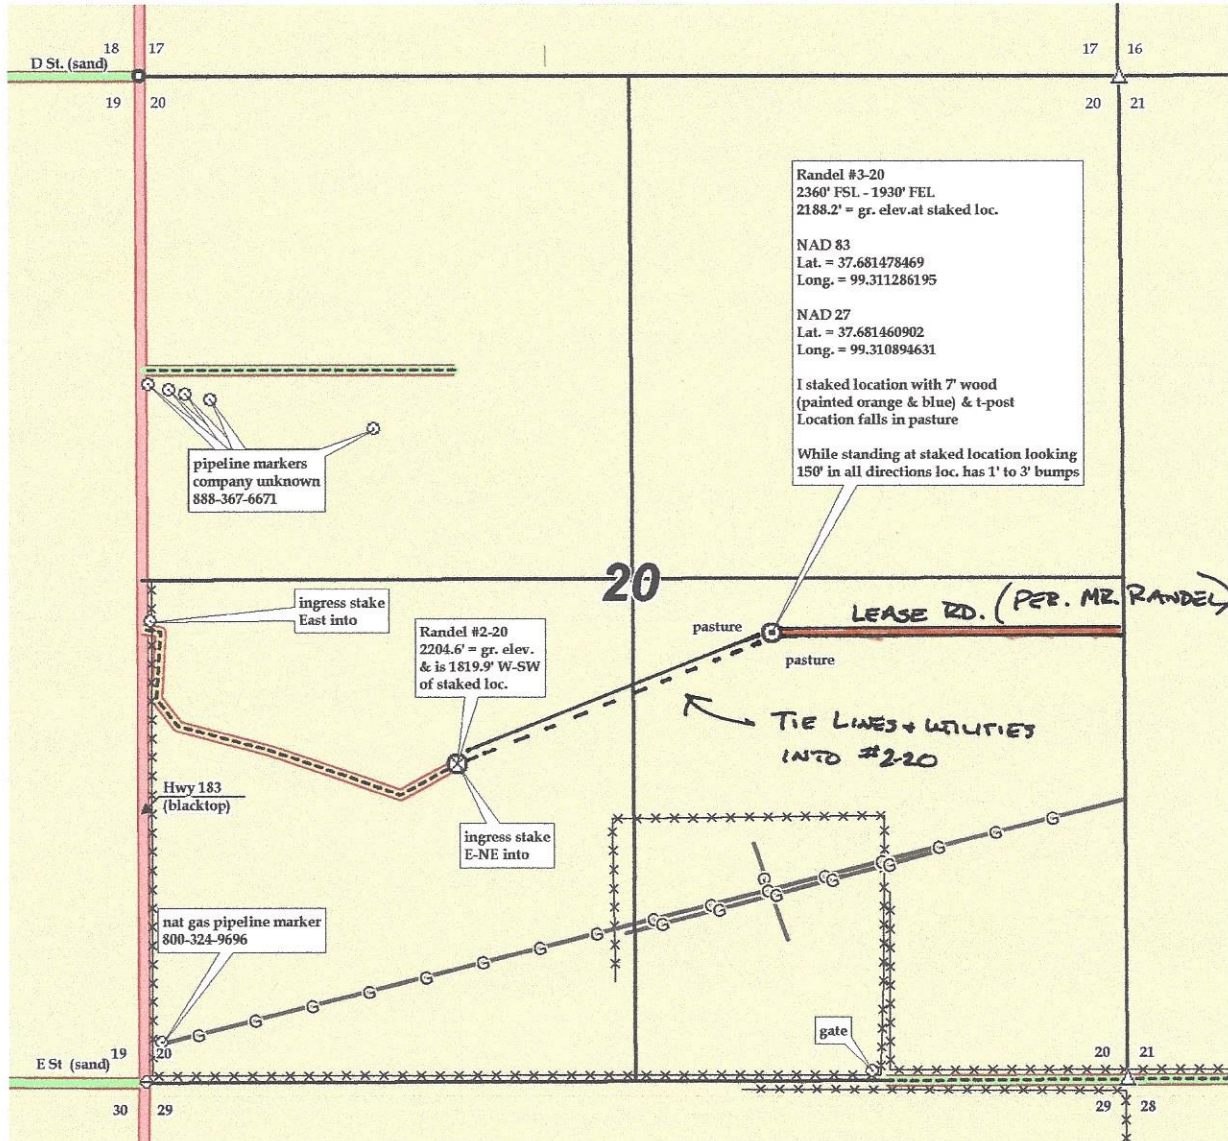 18 17
17 16
D St. (sand)
19 20
20 21
Randel #3-20
2360' FSL - 1930' FEL
2188.2' = gr. elev.at staked loc.
NAD 83
Lat. = 37.681478469
Long. = 99.311286195
NAD 27
Lat. = 37.681460902
Long. = 99.310894631
I staked location with 7' wood
(painted orange & blue) & t-post
Location falls in pasture
While standing at staked location looking
150' in all directions loc. has 1' to 3' bumps
pipeline markers
company unknown
888-367-6671
20
ingress stake
East into
LEASE RD. (PER. MR. RANDEL)
pasture
pasture
Randel #2-20
2204.6' = gr. elev.
& is 1819.9' W-SW
of staked loc.
TIE LINES & UTILITIES
INTO #2-20
Hwy 183
(blacktop)
ingress stake
E-NE into
G
G G G G G G G G G G G G G G G G G G G
nat gas pipeline marker
800-324-9696
gate
19 20
20 21
E St (sand)
30 29
29 28